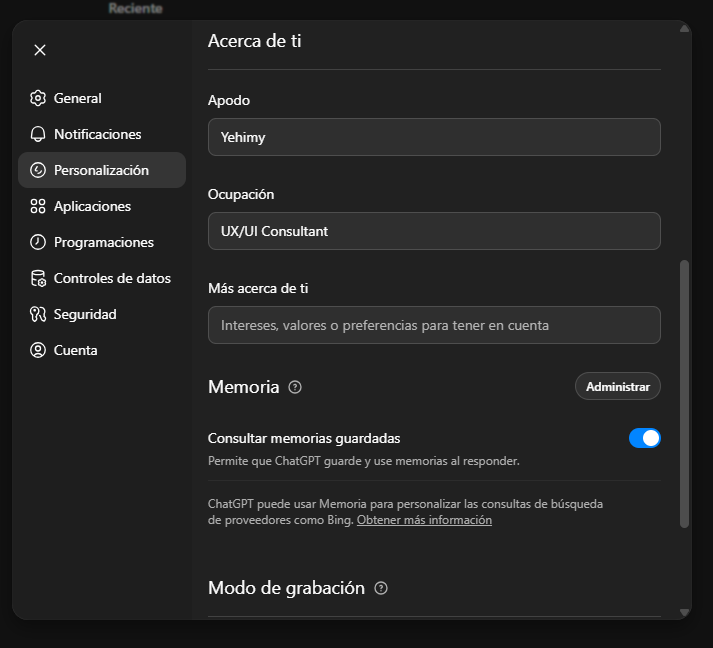 Reciente
Acerca de ti
General
Notificaciones
Personalización
Aplicaciones
Programaciones
Controles de datos
Seguridad
Cuenta
Apodo
Yehimy
Ocupación
UX/UI Consultant
Más acerca de ti
Intereses, valores o preferencias para tener en cuenta
Memoria
Administrar
Consultar memorias guardadas
Permite que ChatGPT guarde y use memorias al responder.
ChatGPT puede usar Memoria para personalizar las consultas de búsqueda
de proveedores como Bing. Obtener más información
Modo de grabación